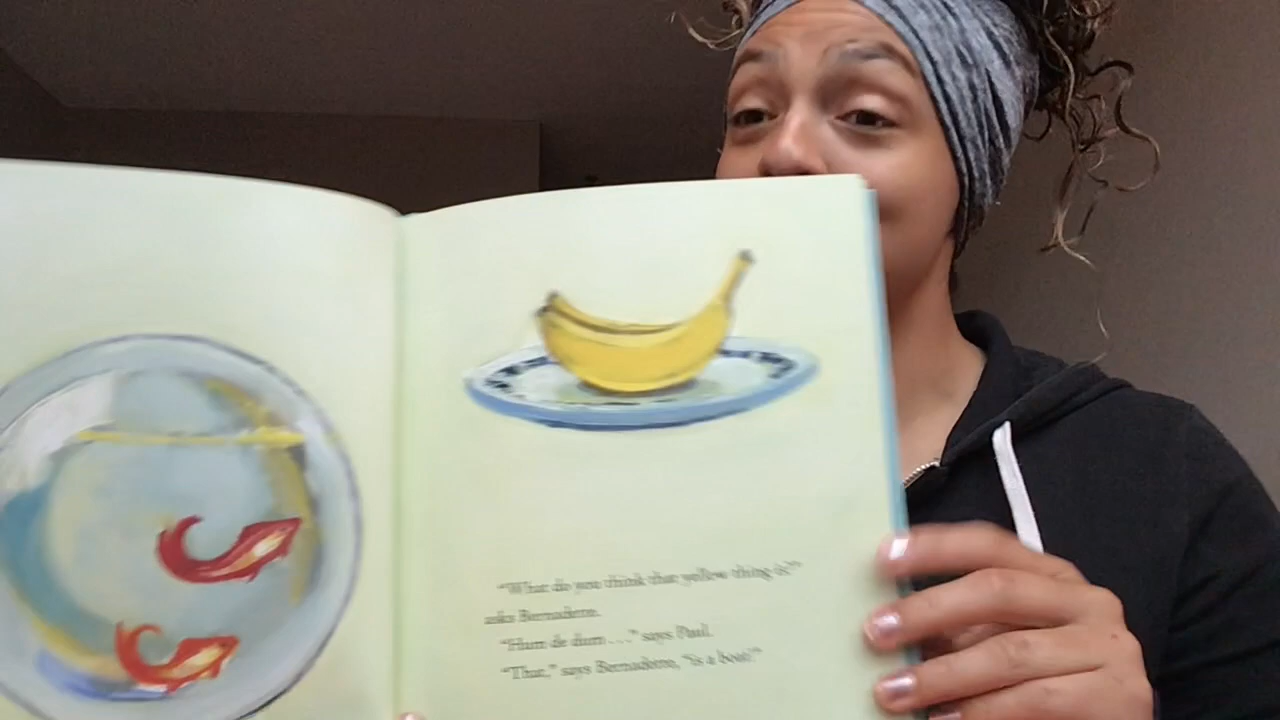 "What do you think that yellow thing is?"
asks Bernadette.
"Hum de dum . . ." says Paul.
"That," says Bernadette, "is a boat!"